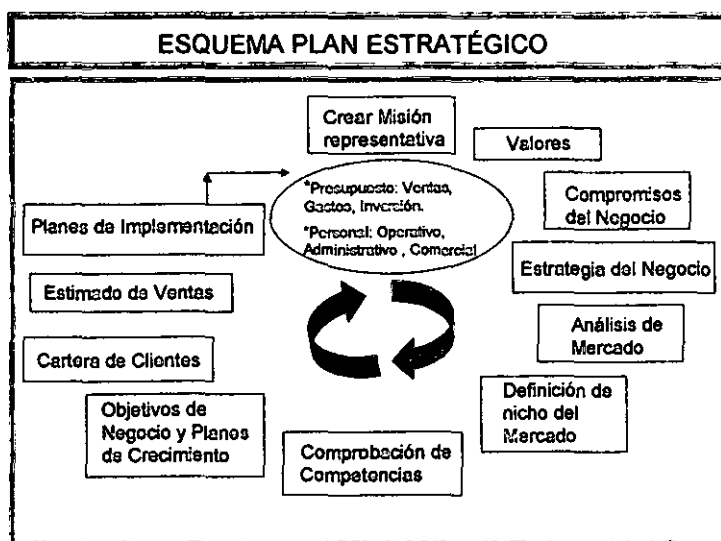 ESQUEMA PLAN ESTRATÉGICO
Crear Misión
representativa
Valores
Compromisos
del Negocio
Estrategia del Negocio
Análisis de
Mercado
Definición de
nicho del
Mercado
Comprobación de
Competencias
Objetivos de
Negocio y Planes
de Crecimiento
Cartera de Clientes
Estimado de Ventas
Planes de Implementación
*Presupuesto: Ventas,
Gastos, Inversión.
*Personal: Operativo,
Administrativo , Comercial